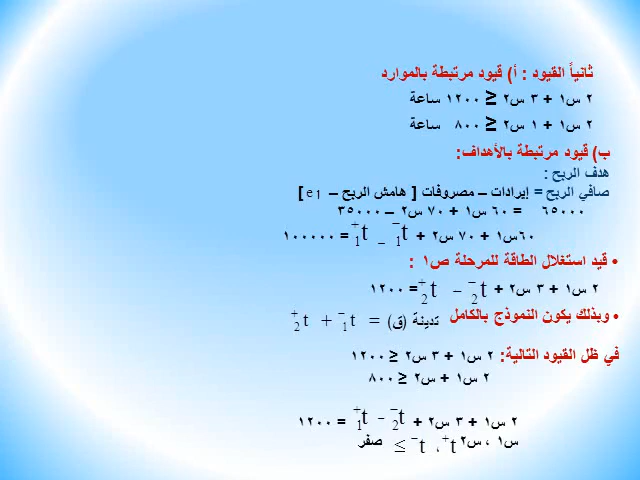 ثانياً القيود : أ) قيود مرتبطة بالموارد
٢ س١ + ٣ س٢ ≤ ١٢٠٠ ساعة
٢ س١ + ١ س٢ ≤ ٨٠٠ ساعة
ب) قيود مرتبطة بالأهداف:
هدف الربح :
صافي الربح = إيرادات – مصروفات [ هامش الربح – e1 ]
٦٥٠٠٠ = ٦٠ س١ + ٧٠ س٢ – ٣٥٠٠٠
٦٠س١ + ٧٠ س٢ + t₁⁻ – t₁⁺ = ١٠٠٠٠٠
• قيد استغلال الطاقة للمرحلة ص١ :
٢ س١ + ٣ س٢ + t₂⁻ – t₂⁺ = ١٢٠٠
• وبذلك يكون النموذج بالكامل تدينة (ق) = t₁⁻ + t₂⁺
في ظل القيود التالية: ٢ س١ + ٣ س٢ ≤ ١٢٠٠
٢ س١ + س٢ ≤ ٨٠٠
٢ س١ + ٣ س٢ + t₂⁻ – t₁⁺ = ١٢٠٠
س١ ، س٢ t⁺ ، t⁻ ≥ صفر